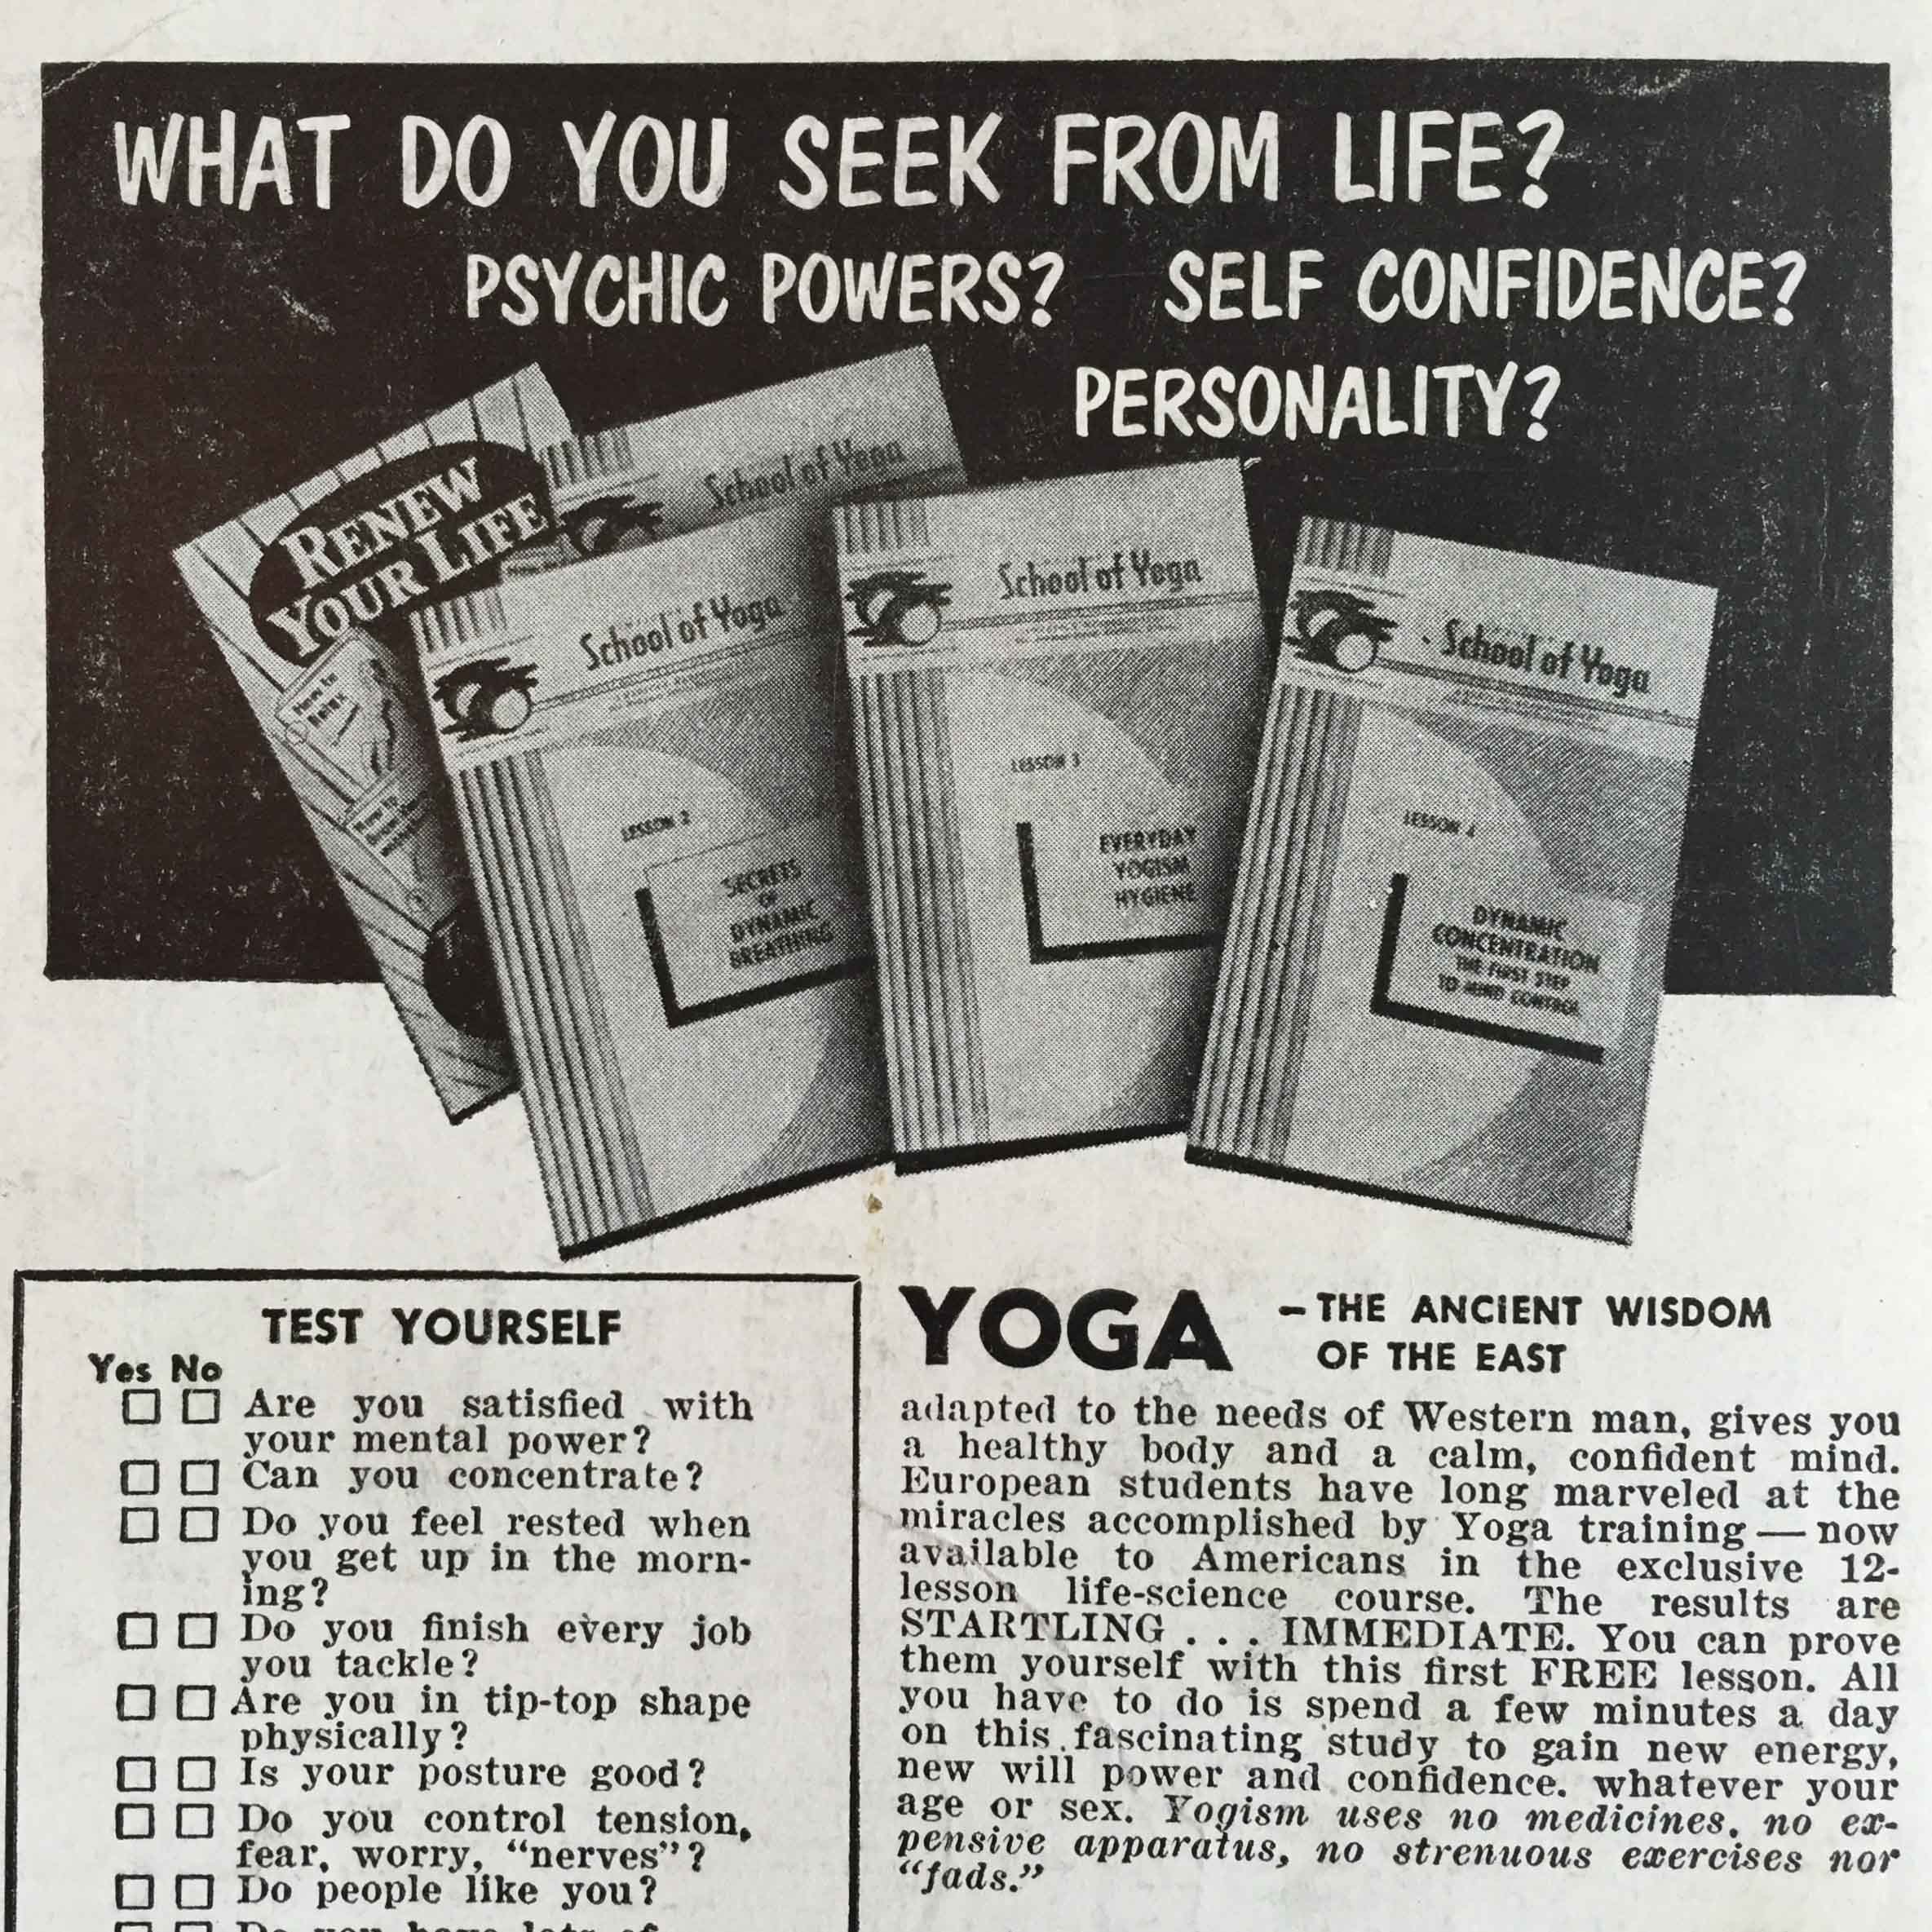 WHAT DO YOU SEEK FROM LIFE?
PSYCHIC POWERS? SELF CONFIDENCE?
PERSONALITY?
RENEW
YOUR LIFE
School of Yoga
School of Yoga
LESSON 2
SECRETS
OF
DYNAMIC
BREATHING
School of Yoga
LESSON 3
EVERYDAY
YOGISM
HYGIENE
School of Yoga
LESSON 4
DYNAMIC
CONCENTRATION
THE FIRST STEP
TO MIND CONTROL
TEST YOURSELF
Yes No
Are you satisfied with
your mental power?
Can you concentrate?
Do you feel rested when
you get up in the morn-
ing?
Do you finish every job
you tackle?
Are you in tip-top shape
physically?
Is your posture good?
Do you control tension,
fear, worry, “nerves”?
Do people like you?
Do you have lots of
YOGA – THE ANCIENT WISDOM
OF THE EAST
adapted to the needs of Western man, gives you
a healthy body and a calm, confident mind.
European students have long marveled at the
miracles accomplished by Yoga training — now
available to Americans in the exclusive 12-
lesson life-science course. The results are
STARTLING . . . IMMEDIATE. You can prove
them yourself with this first FREE lesson. All
you have to do is spend a few minutes a day
on this fascinating study to gain new energy,
new will power and confidence. whatever your
age or sex. Yogism uses no medicines, no ex-
pensive apparatus, no strenuous exercises nor
“fads.”